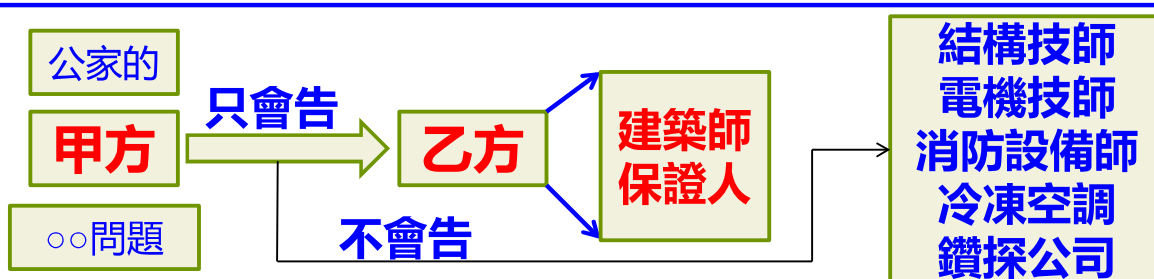 公家的
甲方
○○問題
只會告
不會告
乙方
建築師
保證人
結構技師
電機技師
消防設備師
冷凍空調
鑽探公司